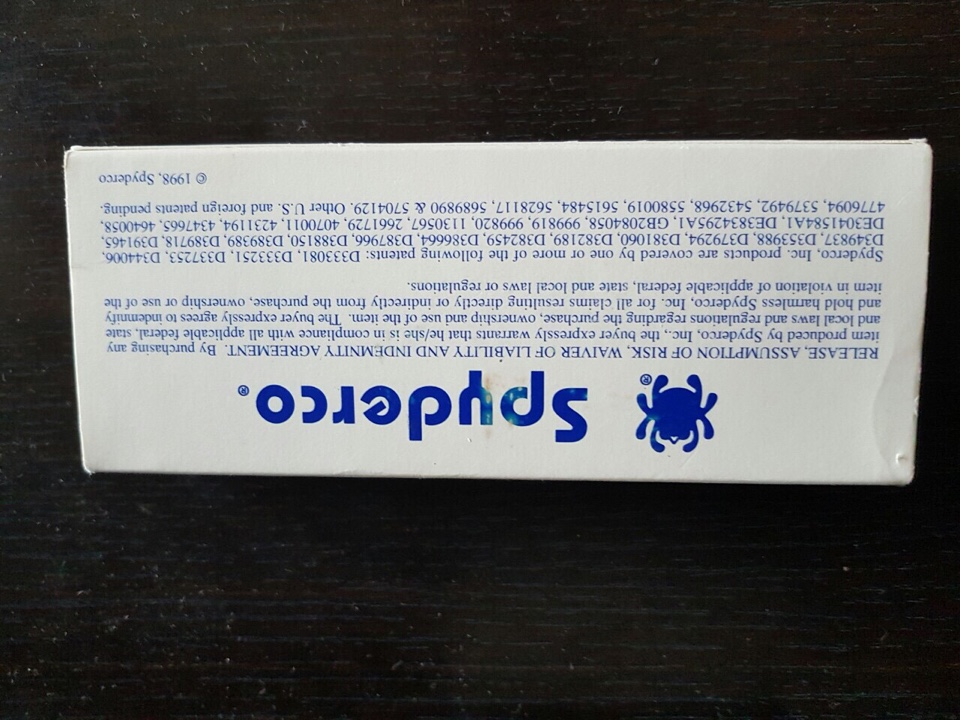 Spyderco®
RELEASE, ASSUMPTION OF RISK, WAIVER OF LIABILITY AND INDEMNITY AGREEMENT. By purchasing any
item produced by Spyderco, Inc., the buyer expressly warrants that he/she is in compliance with all applicable federal, state
and local laws and regulations regarding the purchase, ownership and use of the item. The buyer expressly agrees to indemnify
and hold harmless Spyderco, Inc. for all claims resulting directly or indirectly from the purchase, ownership or use of the
item in violation of applicable federal, state and local laws or regulations.
Spyderco, Inc. products are covered by one or more of the following patents: D333081, D333251, D337253, D344006,
D349837, D353988, D379294, D381060, D382189, D382459, D386664, D387966, D388150, D388389, D389718, D391465,
DE3041584A1, DE3834295A1, GB2084058, 999819, 999820, 1130567, 2661729, 4070011, 4231194, 4347665, 4640058,
4776094, 5379492, 5432968, 5580019, 5615484, 5628117, 5689890 & 5704129. Other U.S. and foreign patents pending.
© 1998, Spyderco